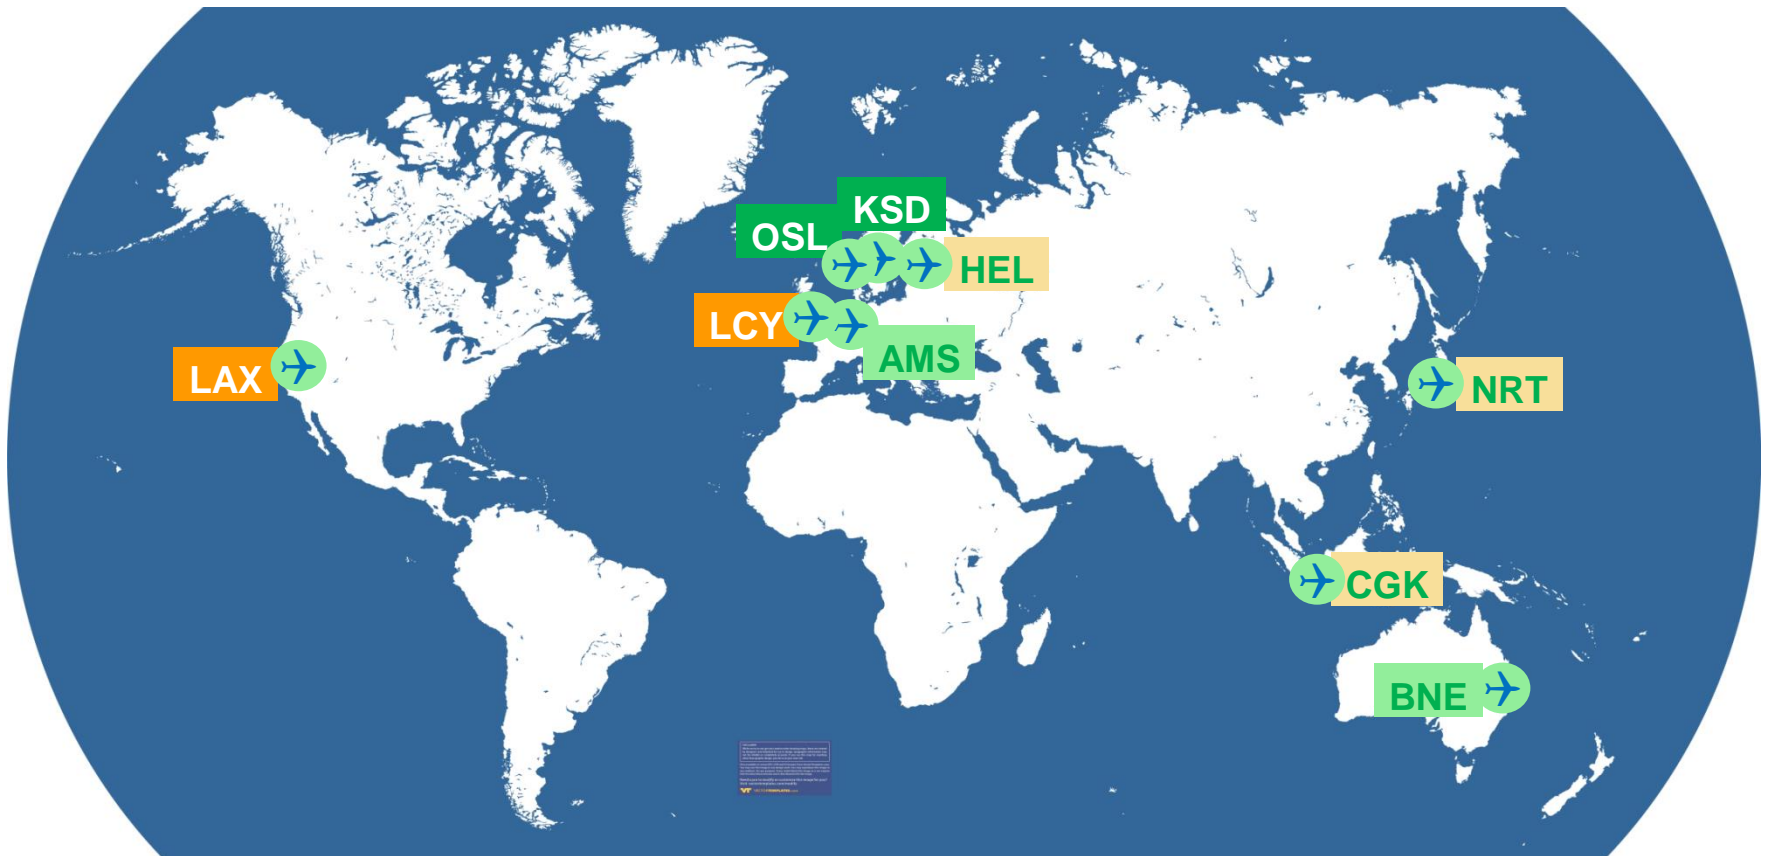 KSD
OSL
HEL
LCY
AMS
LAX
NRT
CGK
BNE